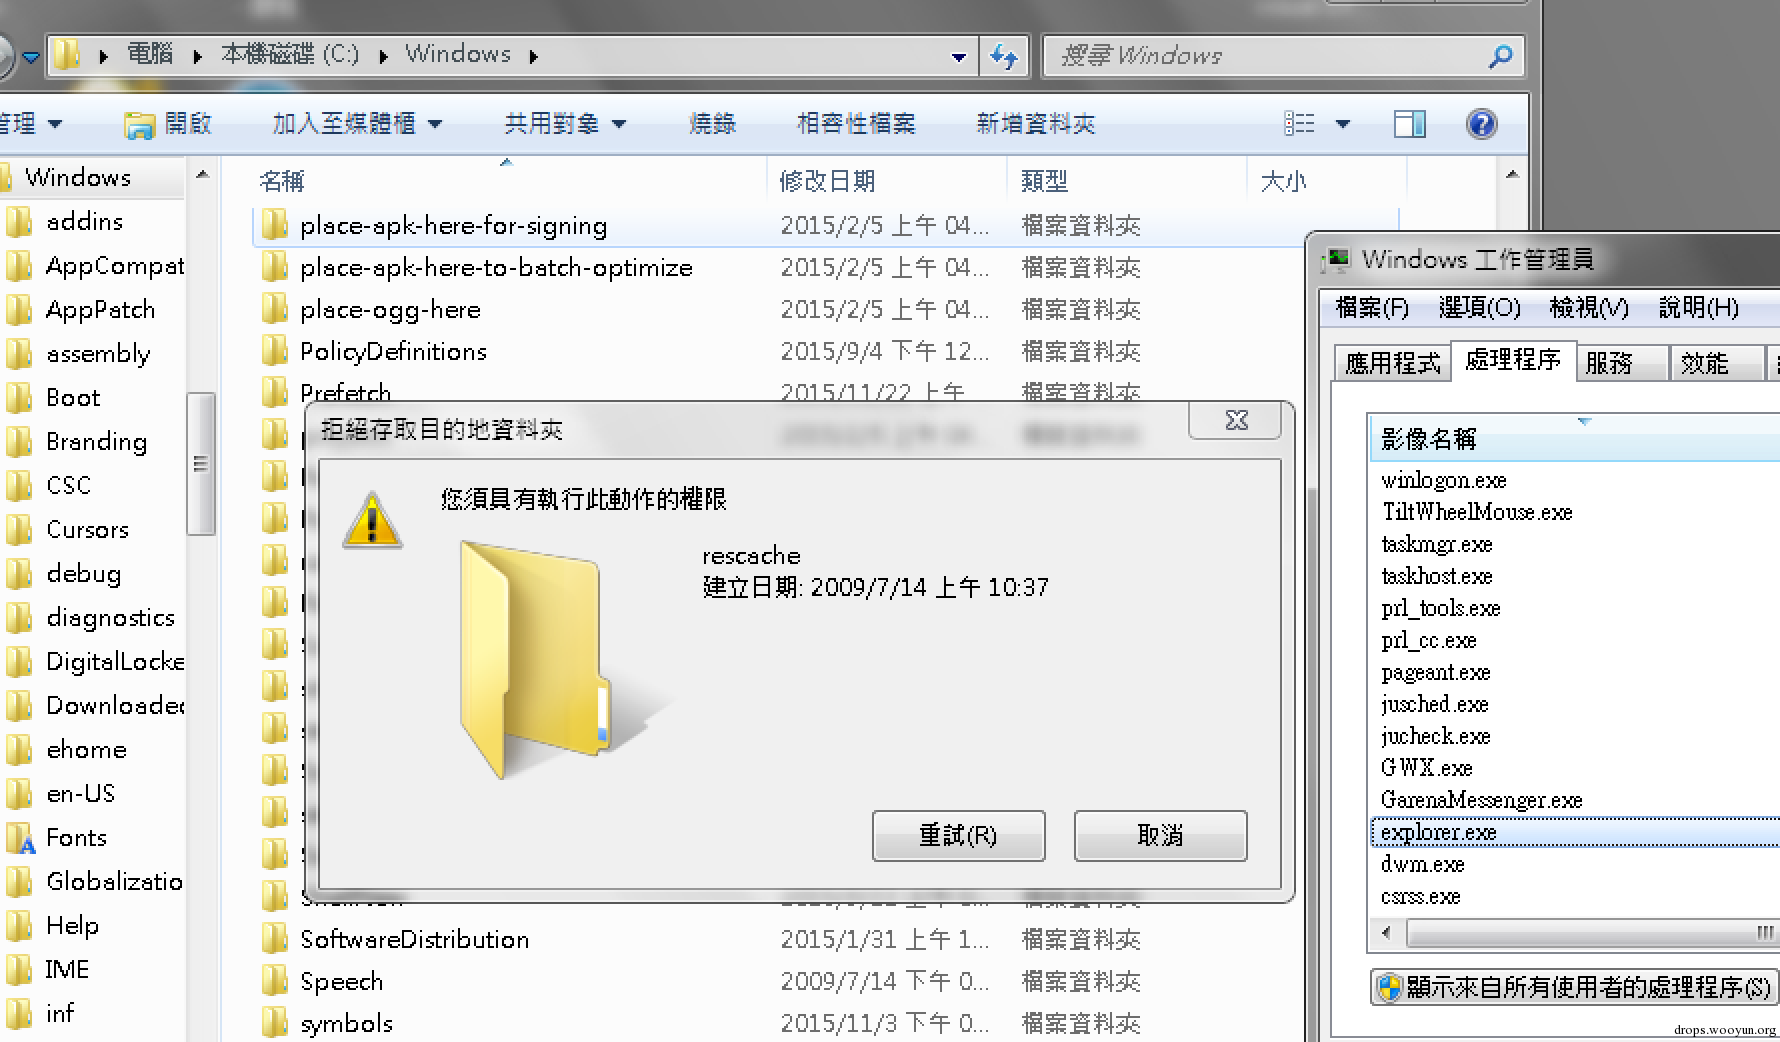 電腦 本機磁碟 (C:) Windows
搜尋 Windows
管理 開啟 加入至媒體櫃 共用對象 燒錄 相容性檔案 新增資料夾
Windows
addins
AppCompat
AppPatch
assembly
Boot
Branding
CSC
Cursors
debug
diagnostics
DigitalLocke
Downloaded
ehome
en-US
Fonts
Globalizatio
Help
IME
inf
名稱 修改日期 類型 大小
place-apk-here-for-signing 2015/2/5 上午 04... 檔案資料夾
place-apk-here-to-batch-optimize 2015/2/5 上午 04... 檔案資料夾
place-ogg-here 2015/2/5 上午 04... 檔案資料夾
PolicyDefinitions 2015/9/4 下午 12... 檔案資料夾
Prefetch 2015/11/22 上午 檔案資料夾
SoftwareDistribution 2015/1/31 上午 1... 檔案資料夾
Speech 2009/7/14 下午 0... 檔案資料夾
symbols 2015/11/3 下午 0... 檔案資料夾
拒絕存取目的地資料夾
您須具有執行此動作的權限
rescache
建立日期: 2009/7/14 上午 10:37
重試(R) 取消
Windows 工作管理員
檔案(F) 選項(O) 檢視(V) 說明(H)
應用程式 處理程序 服務 效能
影像名稱
winlogon.exe
TiltWheelMouse.exe
taskmgr.exe
taskhost.exe
prl_tools.exe
prl_cc.exe
pageant.exe
jusched.exe
jucheck.exe
GWX.exe
GarenaMessenger.exe
explorer.exe
dwm.exe
csrss.exe
顯示來自所有使用者的處理程序(S)
drops.wooyun.org